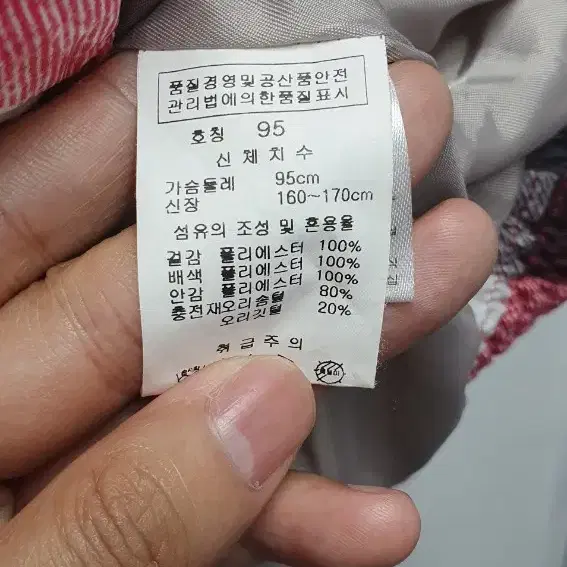 품질경영및공산품안전
관리법에의한품질표시
호칭 95
신체치수
가슴둘레 95cm
신장 160~170cm
섬유의 조성 및 혼용율
겉감 폴리에스터 100%
배색 폴리에스터 100%
안감 폴리에스터 100%
충전재오리솜털 80%
오리깃털 20%
취급주의